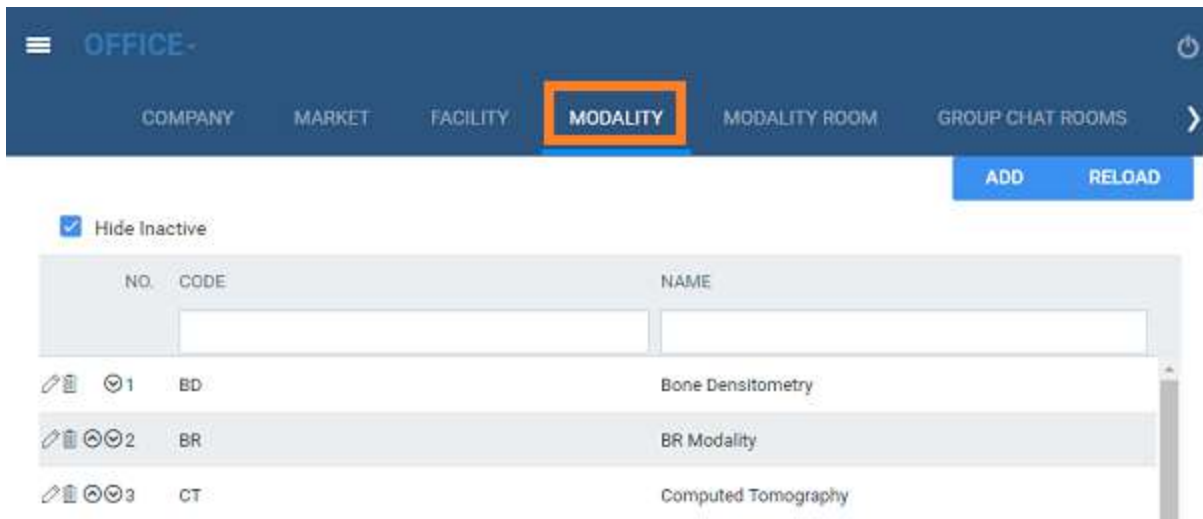 OFFICE
COMPANY MARKET FACILITY MODALITY MODALITY ROOM GROUP CHAT ROOMS
ADD RELOAD
Hide Inactive
NO. CODE NAME
1 BD Bone Densitometry
2 BR BR Modality
3 CT Computed Tomography